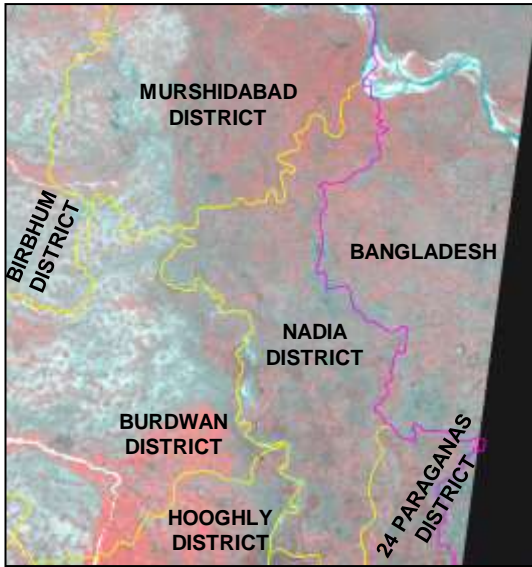 MURSHIDABAD
DISTRICT
BIRBHUM
DISTRICT
BANGLADESH
NADIA
DISTRICT
BURDWAN
DISTRICT
24 PARAGANAS
DISTRICT
HOOGHLY
DISTRICT